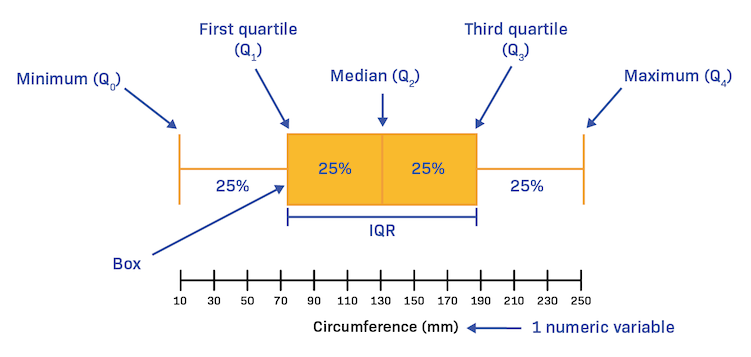 First quartile
(Q₁)
Third quartile
(Q₃)
Minimum (Q₀)
Median (Q₂)
Maximum (Q₄)
25%
25%
25%
25%
IQR
Box
10 30 50 70 90 110 130 150 170 190 210 230 250
Circumference (mm)
1 numeric variable